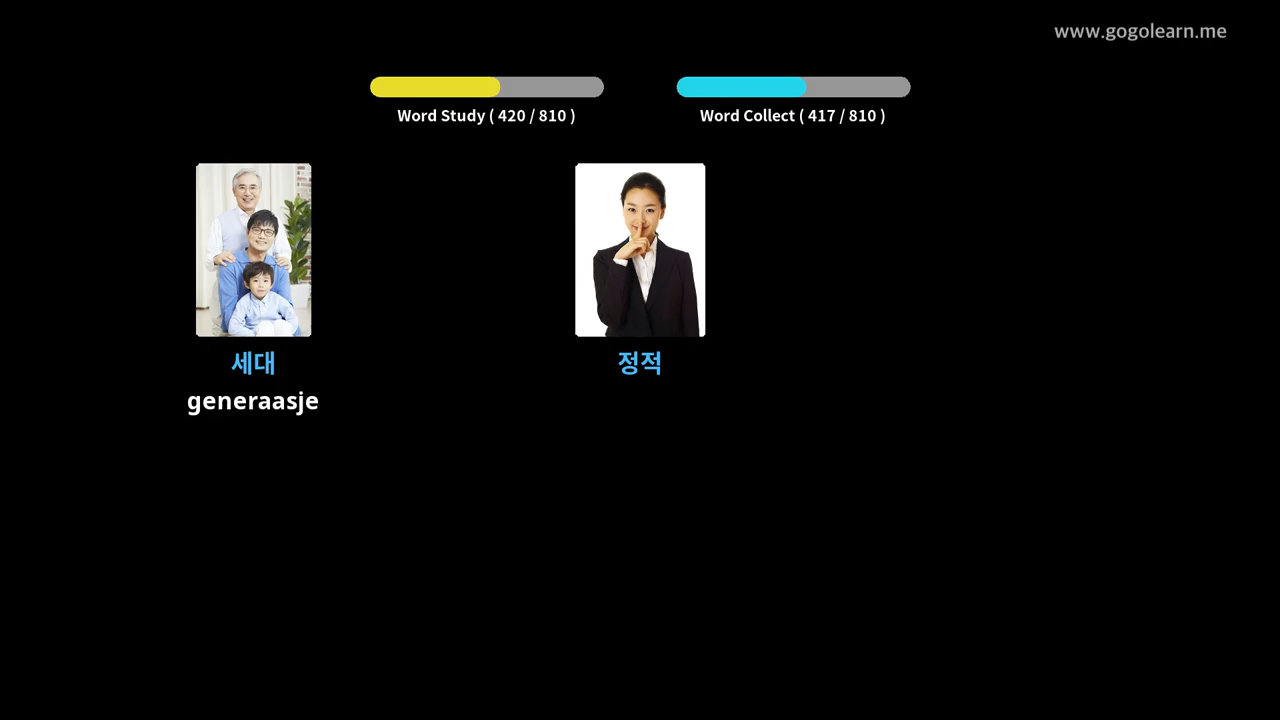 www.gogolearn.me
Word Study ( 420 / 810 )
Word Collect ( 417 / 810 )
세대
generaasje
정적